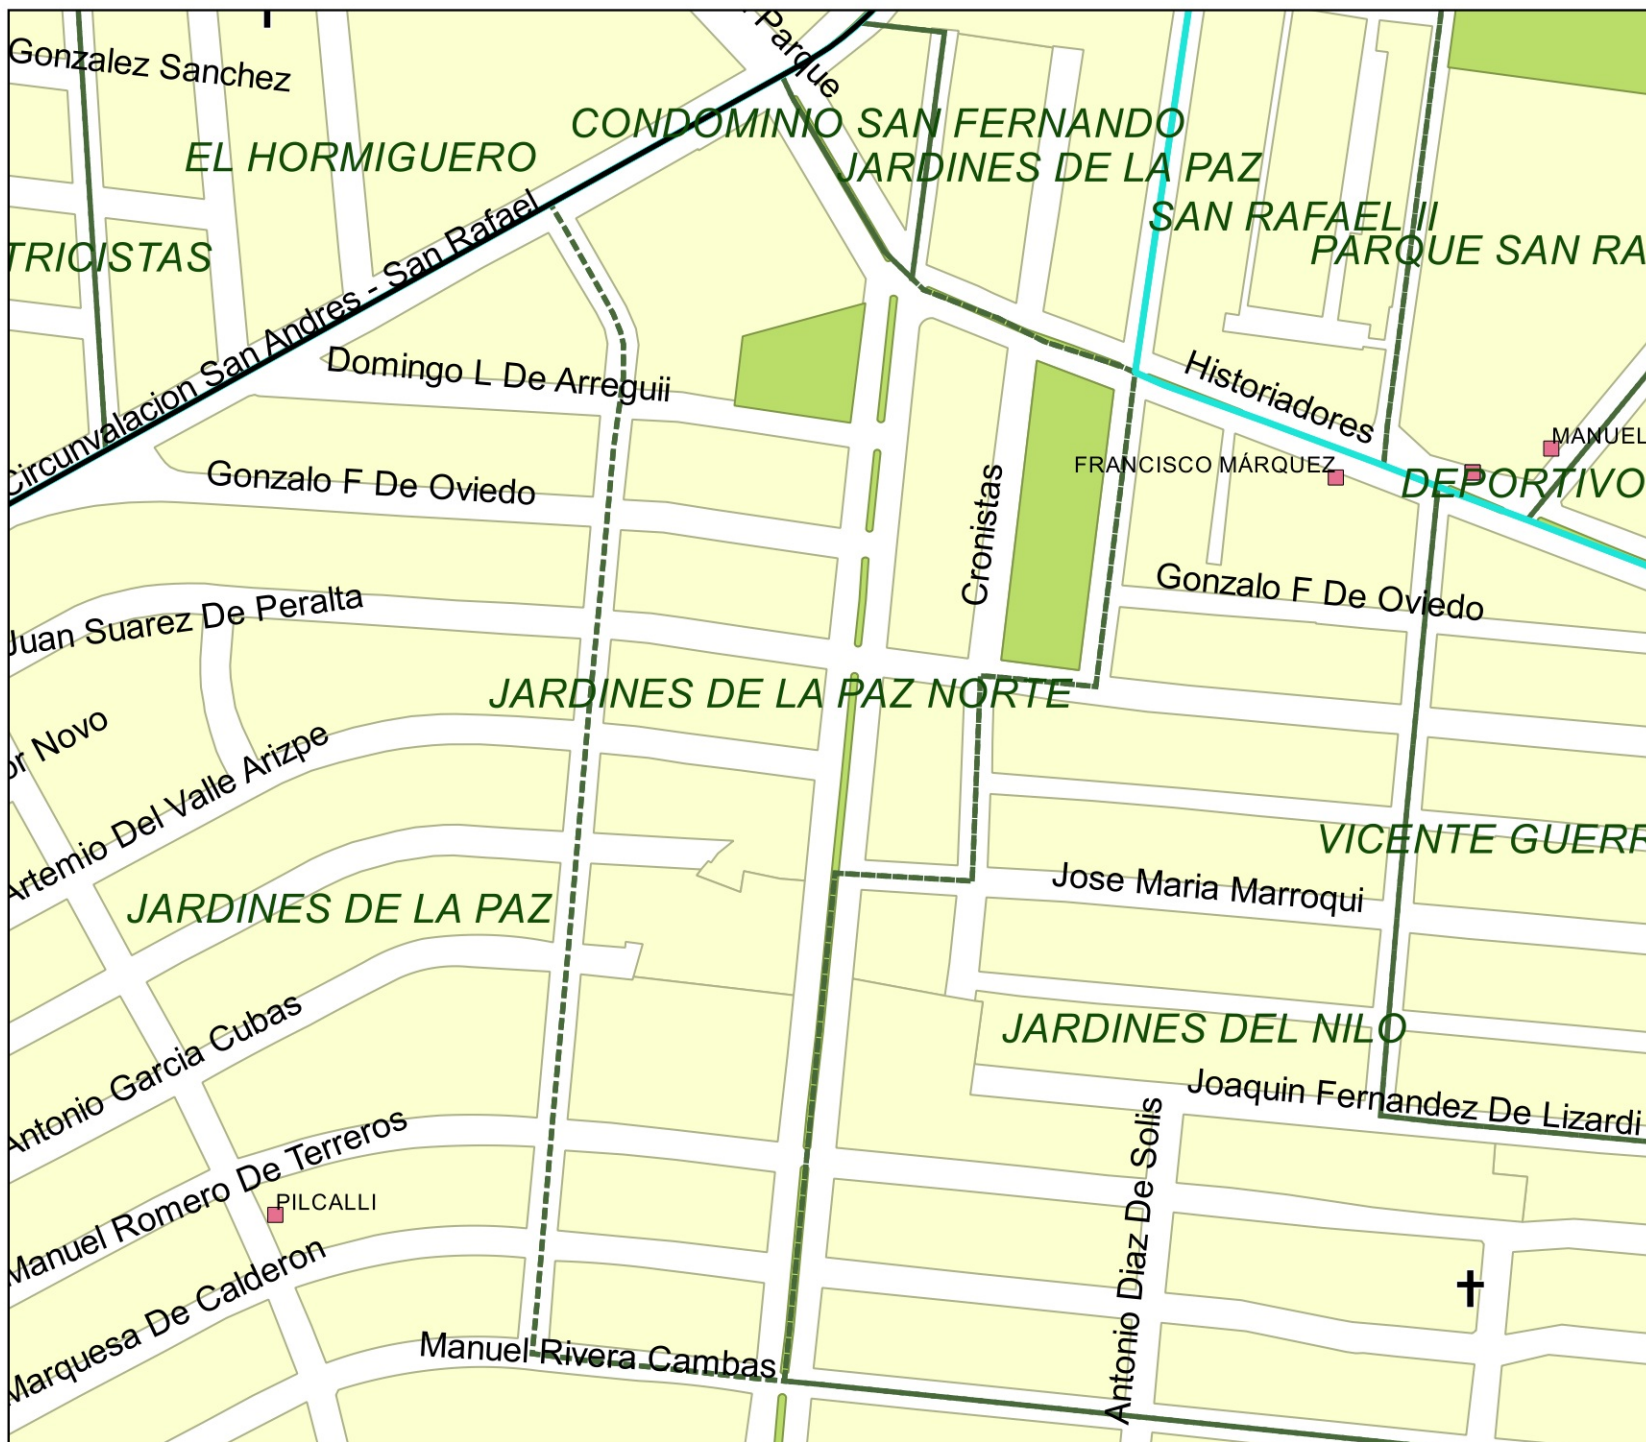 Parque
Gonzalez Sanchez
CONDOMINIO SAN FERNANDO
EL HORMIGUERO
JARDINES DE LA PAZ
SAN RAFAEL II
PARQUE SAN RA
TRICISTAS
Circunvalacion San Andres - San Rafael
Domingo L De Arreguii
Historiadores
MANUEL
FRANCISCO MÁRQUEZ
DEPORTIVO
Gonzalo F De Oviedo
Cronistas
Gonzalo F De Oviedo
Juan Suarez De Peralta
JARDINES DE LA PAZ NORTE
or Novo
Artemio Del Valle Arizpe
VICENTE GUERR
Jose Maria Marroqui
JARDINES DE LA PAZ
JARDINES DEL NILO
Antonio Garcia Cubas
Joaquin Fernandez De Lizardi
Manuel Romero De Terreros
Antonio Diaz De Solis
PILCALLI
Marquesa De Calderon
Manuel Rivera Cambas